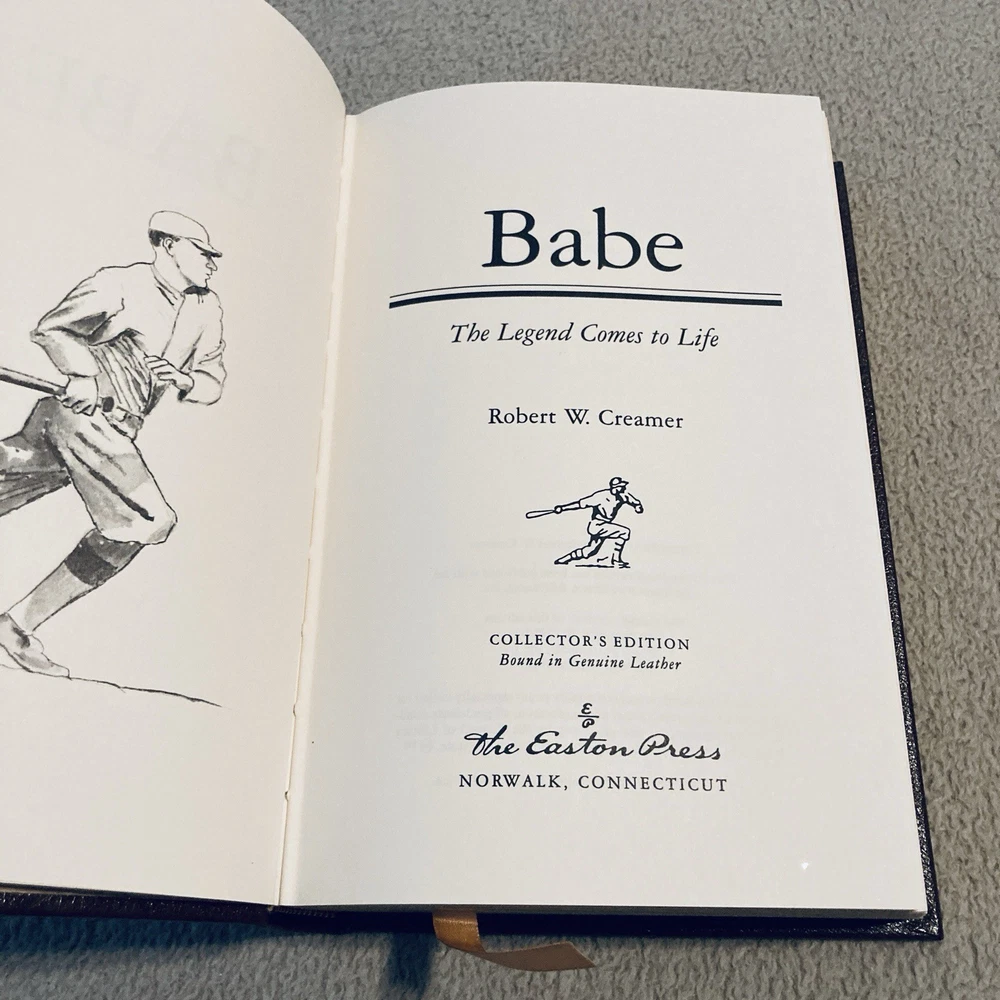 Babe
The Legend Comes to Life
Robert W. Creamer
COLLECTOR'S EDITION
Bound in Genuine Leather
The Easton Press
NORWALK, CONNECTICUT